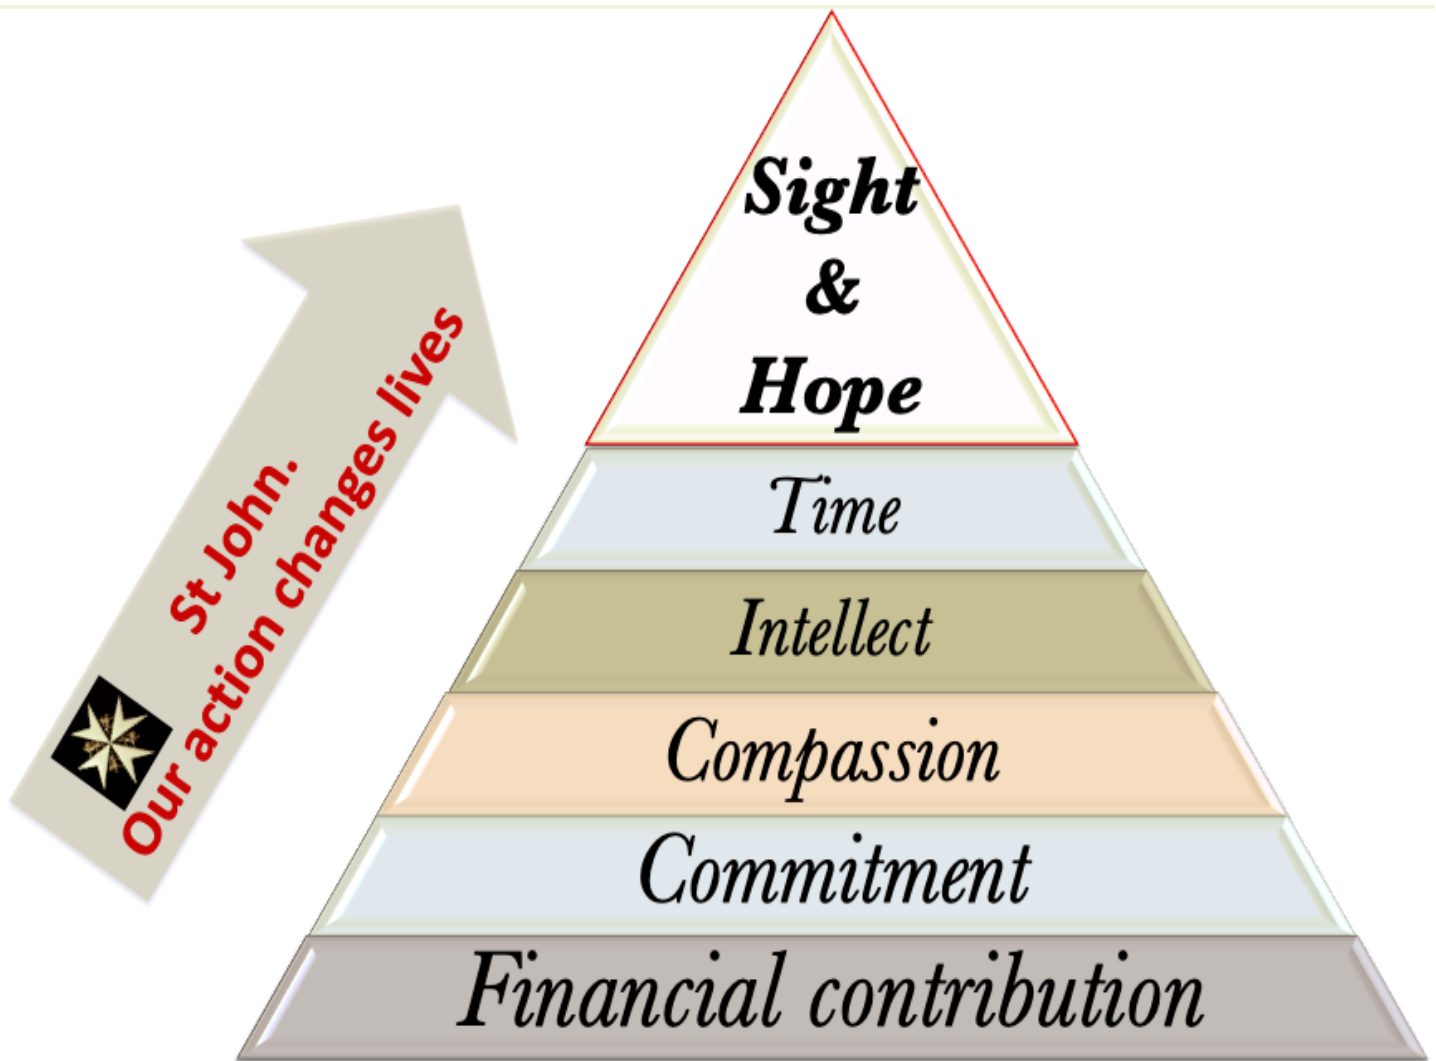 Sight
&
Hope
Time
Intellect
Compassion
Commitment
Financial contribution
St John.
Our action changes lives